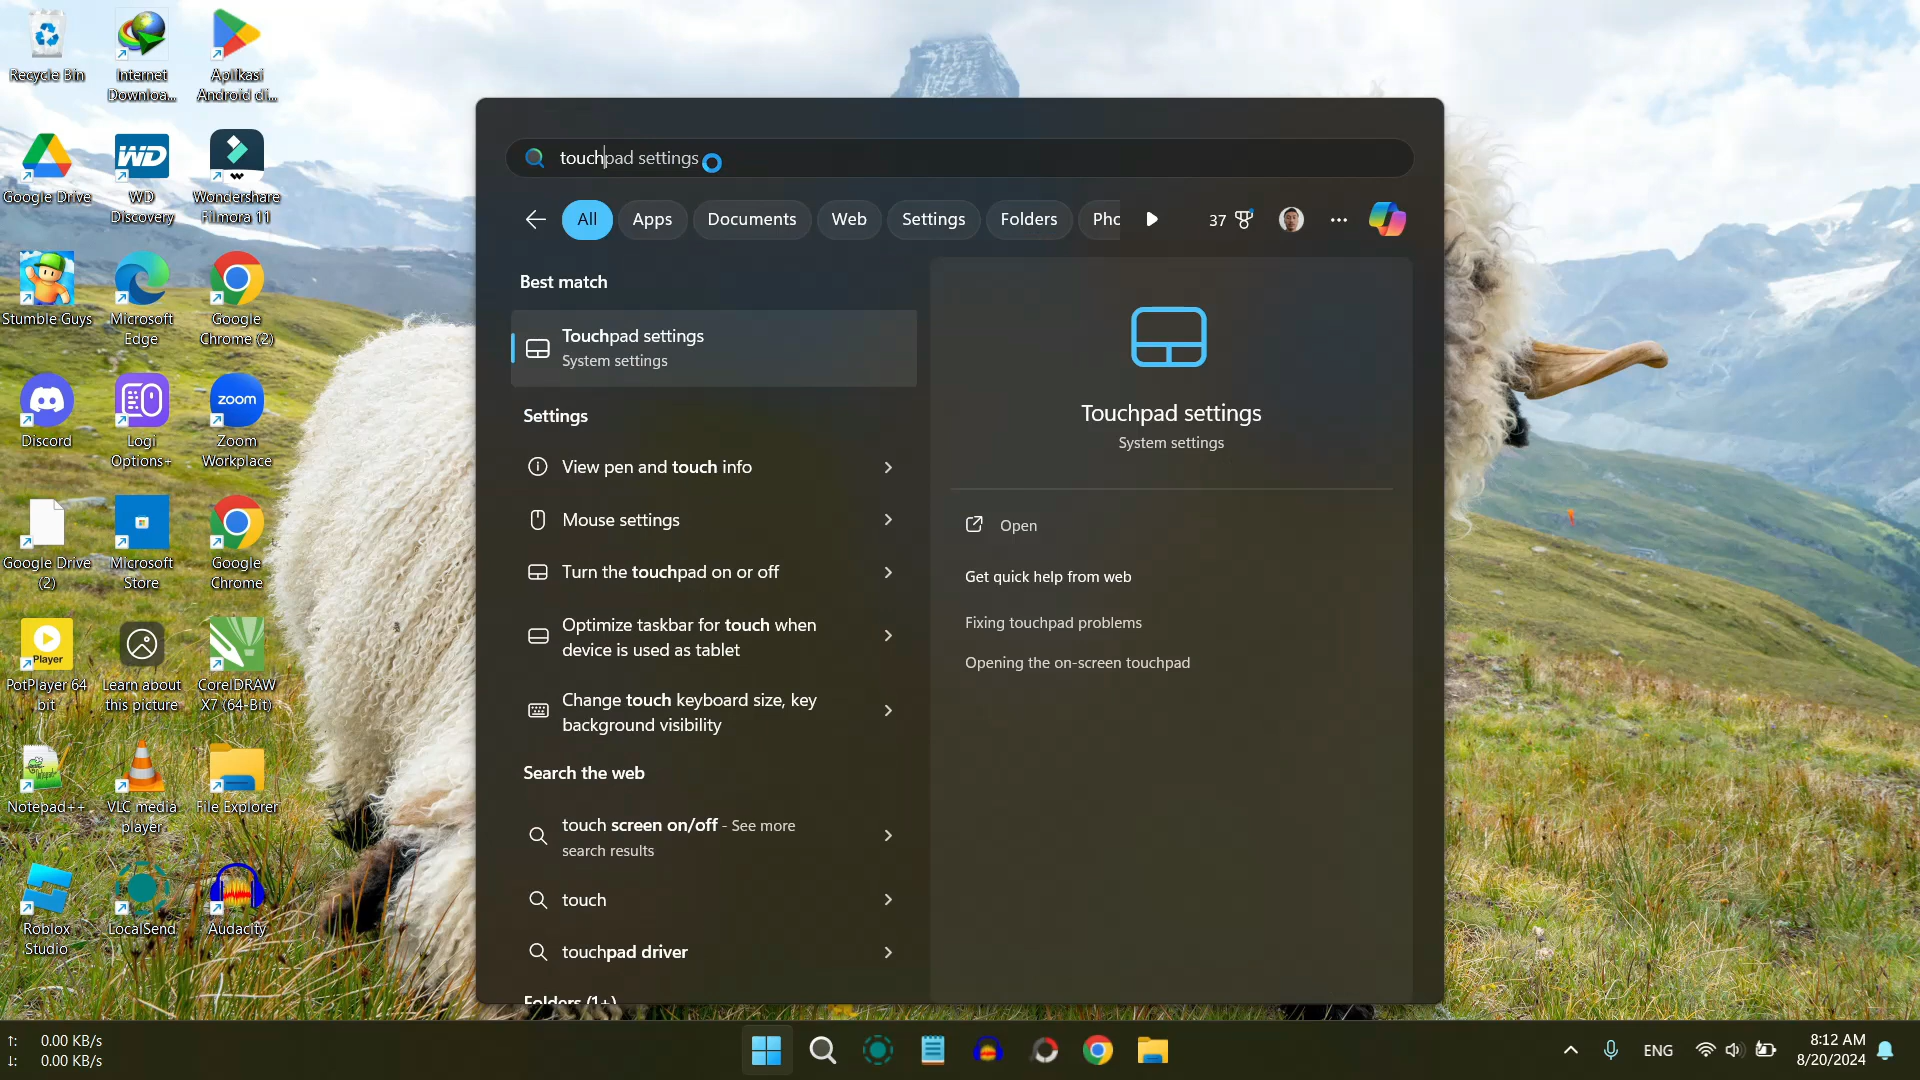 Recycle Bin
Internet
Downloa...
Aplikasi
Android di...
Google Drive
WD
WD
Discovery
Wondershare
Filmora 11
Stumble Guys
Microsoft
Edge
Google
Chrome (2)
Discord
Logi
Options+
zoom
Zoom
Workplace
Google Drive
(2)
Microsoft
Store
Google
Chrome
Player
PotPlayer 64
bit
Learn about
this picture
CorelDRAW
X7 (64-Bit)
Notepad++
VLC media
player
File Explorer
Roblox
Studio
LocalSend
Audacity
touchpad settings
All
Apps
Documents
Web
Settings
Folders
Pho
37
Best match
Touchpad settings
System settings
Settings
View pen and touch info
Mouse settings
Turn the touchpad on or off
Optimize taskbar for touch when
device is used as tablet
Change touch keyboard size, key
background visibility
Search the web
touch screen on/off - See more
search results
touch
touchpad driver
Folders (1+)
Touchpad settings
System settings
Open
Get quick help from web
Fixing touchpad problems
Opening the on-screen touchpad
↑: 0.00 KB/s
↓: 0.00 KB/s
ENG
8:12 AM
8/20/2024